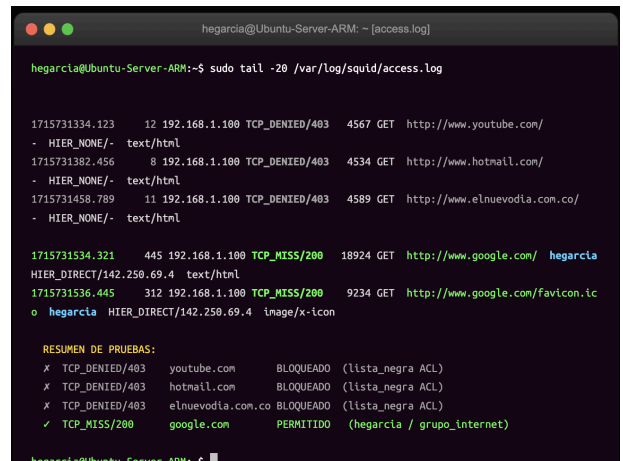 hegarcia@Ubuntu-Server-ARM: ~ [access.log]
hegarcia@Ubuntu-Server-ARM:~$ sudo tail -20 /var/log/squid/access.log
1715731334.123 12 192.168.1.100 TCP_DENIED/403 4567 GET http://www.youtube.com/
- HIER_NONE/- text/html
1715731382.456 8 192.168.1.100 TCP_DENIED/403 4534 GET http://www.hotmail.com/
- HIER_NONE/- text/html
1715731458.789 11 192.168.1.100 TCP_DENIED/403 4589 GET http://www.elnuevodia.com.co/
- HIER_NONE/- text/html
1715731534.321 445 192.168.1.100 TCP_MISS/200 18924 GET http://www.google.com/ hegarcia
HIER_DIRECT/142.250.69.4 text/html
1715731536.445 312 192.168.1.100 TCP_MISS/200 9234 GET http://www.google.com/favicon.ic
o hegarcia HIER_DIRECT/142.250.69.4 image/x-icon
RESUMEN DE PRUEBAS:
✗ TCP_DENIED/403 youtube.com BLOQUEADO (lista_negra ACL)
✗ TCP_DENIED/403 hotmail.com BLOQUEADO (lista_negra ACL)
✗ TCP_DENIED/403 elnuevodia.com.co BLOQUEADO (lista_negra ACL)
✓ TCP_MISS/200 google.com PERMITIDO (hegarcia / grupo_internet)
hegarcia@Ubuntu-Server-ARM:~$